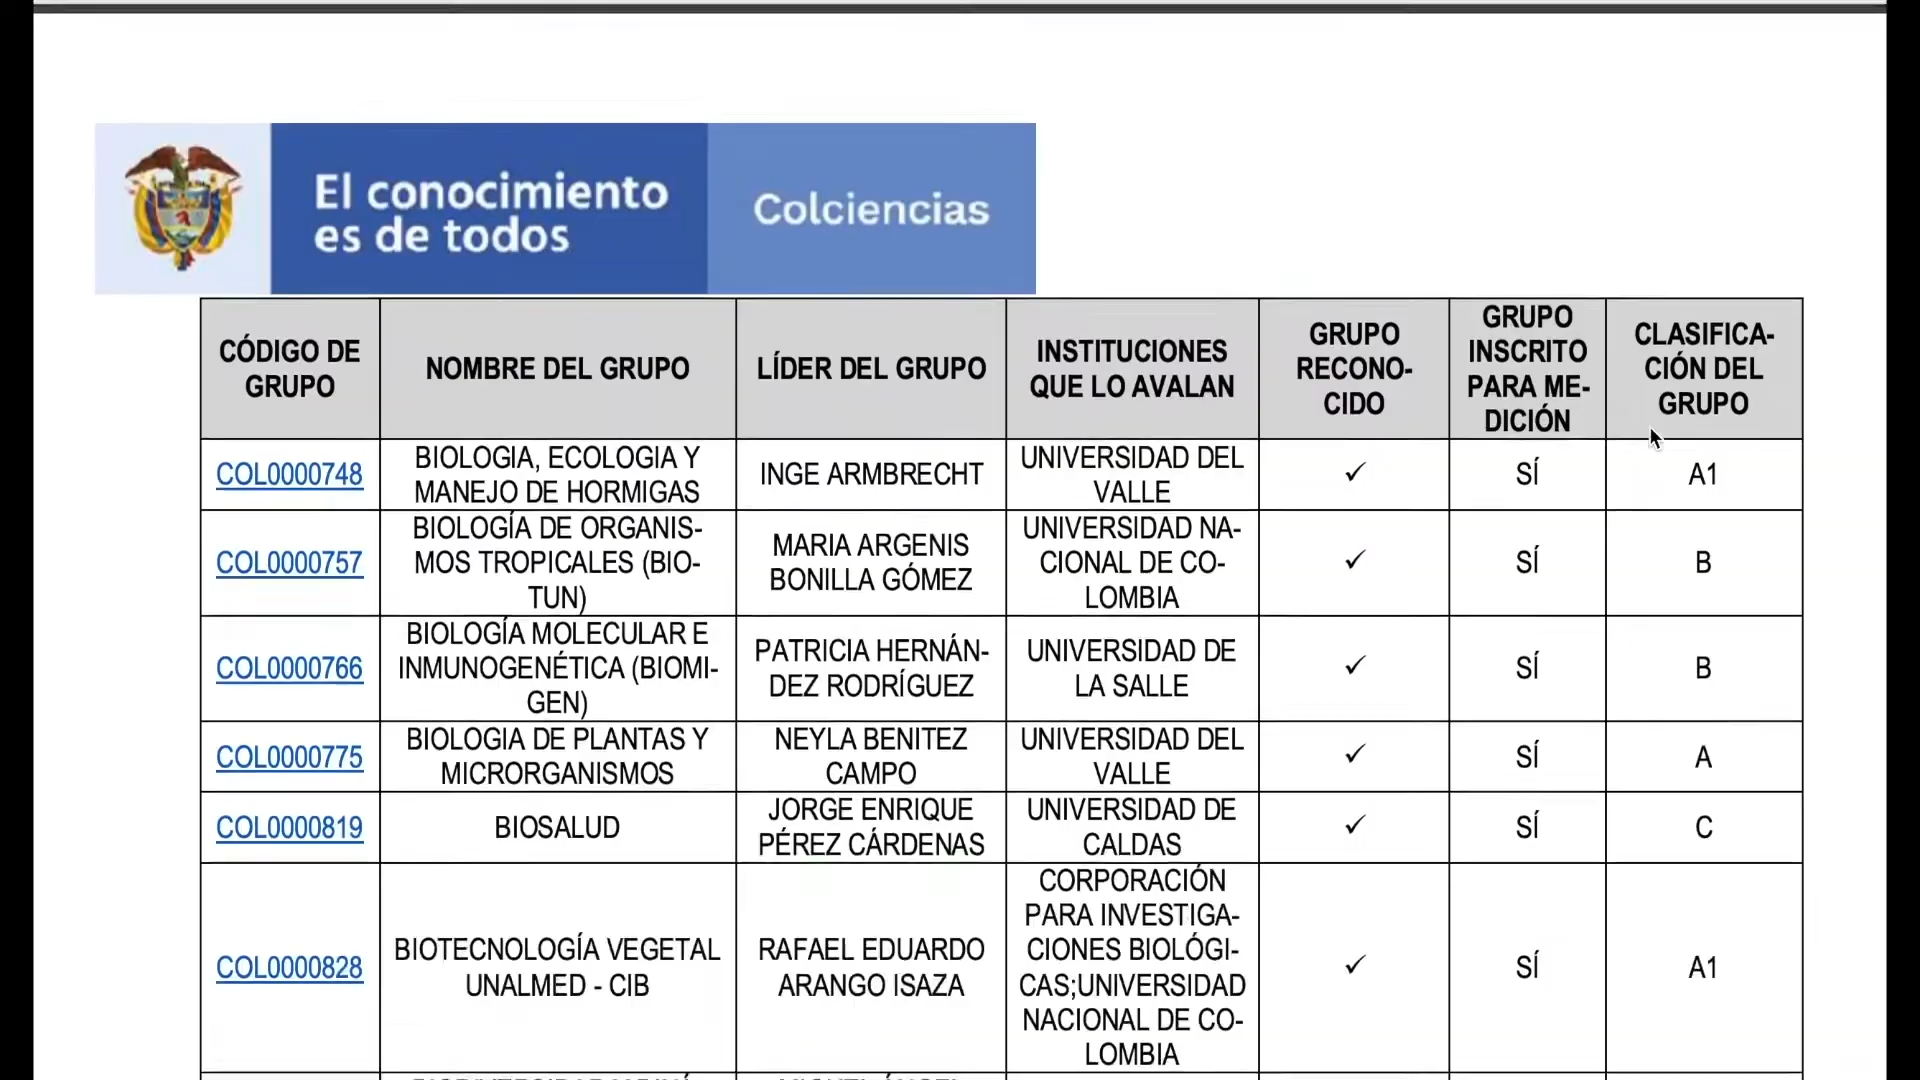 El conocimiento
es de todos
Colciencias
CÓDIGO DE
GRUPO
NOMBRE DEL GRUPO
LÍDER DEL GRUPO
INSTITUCIONES
QUE LO AVALAN
GRUPO
RECONO-
CIDO
GRUPO
INSCRITO
PARA ME-
DICIÓN
CLASIFICA-
CIÓN DEL
GRUPO
COL0000748
BIOLOGIA, ECOLOGIA Y
MANEJO DE HORMIGAS
INGE ARMBRECHT
UNIVERSIDAD DEL
VALLE
✓
SÍ
A1
COL0000757
BIOLOGÍA DE ORGANIS-
MOS TROPICALES (BIO-
TUN)
MARIA ARGENIS
BONILLA GÓMEZ
UNIVERSIDAD NA-
CIONAL DE CO-
LOMBIA
✓
SÍ
B
COL0000766
BIOLOGÍA MOLECULAR E
INMUNOGENÉTICA (BIOMI-
GEN)
PATRICIA HERNÁN-
DEZ RODRÍGUEZ
UNIVERSIDAD DE
LA SALLE
✓
SÍ
B
COL0000775
BIOLOGIA DE PLANTAS Y
MICRORGANISMOS
NEYLA BENITEZ
CAMPO
UNIVERSIDAD DEL
VALLE
✓
SÍ
A
COL0000819
BIOSALUD
JORGE ENRIQUE
PÉREZ CÁRDENAS
UNIVERSIDAD DE
CALDAS
✓
SÍ
C
COL0000828
BIOTECNOLOGÍA VEGETAL
UNALMED - CIB
RAFAEL EDUARDO
ARANGO ISAZA
CORPORACIÓN
PARA INVESTIGA-
CIONES BIOLÓGI-
CAS;UNIVERSIDAD
NACIONAL DE CO-
LOMBIA
✓
SÍ
A1